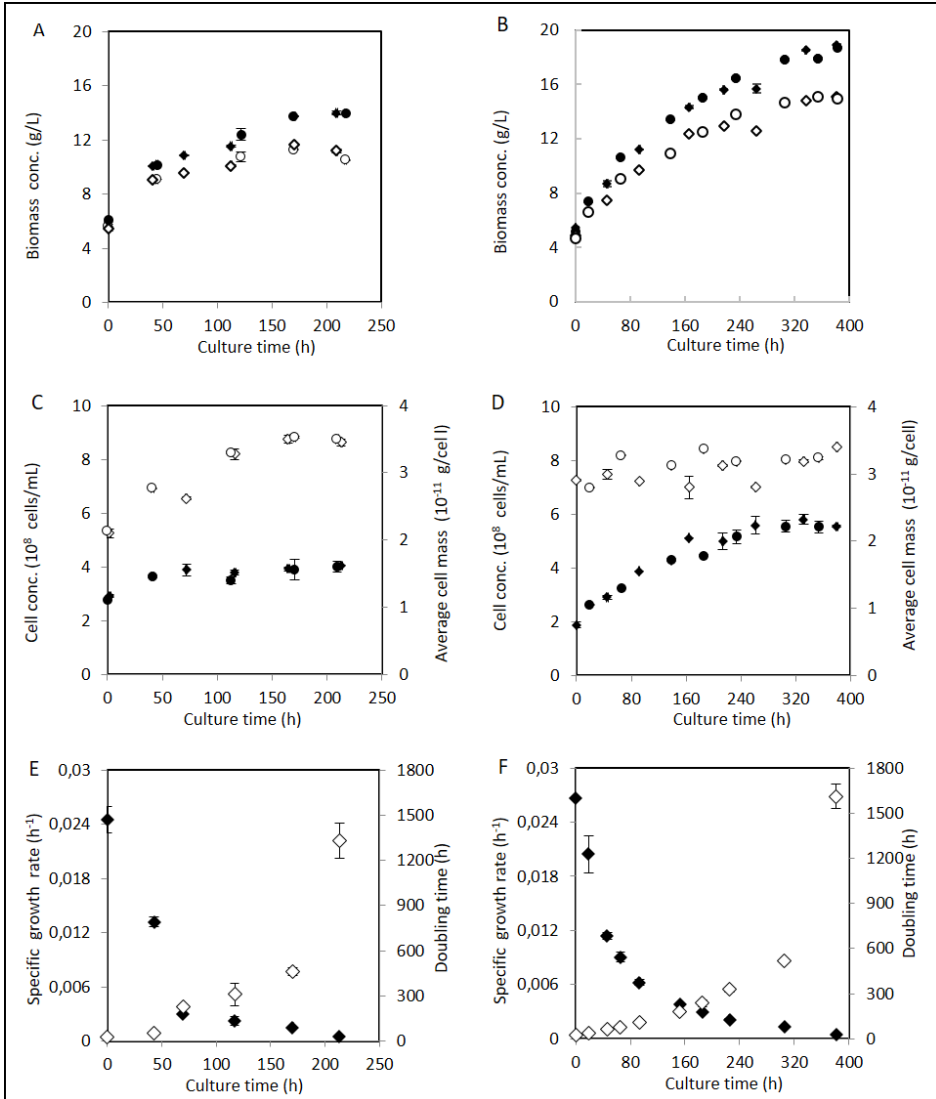 A
Biomass conc. (g/L)
20
16
12
8
4
0
0 50 100 150 200 250
Culture time (h)
B
Biomass conc. (g/L)
20
16
12
8
4
0
0 80 160 240 320 400
Culture time (h)
C
Cell conc. (10⁸ cells/mL)
10
8
6
4
2
0
4
3
2
1
0
Average cell mass (10⁻¹¹ g/cel l)
0 50 100 150 200 250
Culture time (h)
D
Cell conc. (10⁸ cells/mL)
10
8
6
4
2
0
4
3
2
1
0
Average cell mass (10⁻¹¹ g/cell)
0 80 160 240 320 400
Culture time (h)
E
Specific growth rate (h⁻¹)
0,03
0,024
0,018
0,012
0,006
0
1800
1500
1200
900
600
300
0
Doubling time (h)
0 50 100 150 200 250
Culture time (h)
F
Specific growth rate (h⁻¹)
0,03
0,024
0,018
0,012
0,006
0
1800
1500
1200
900
600
300
0
Doubling time (h)
0 80 160 240 320 400
Culture time (h)